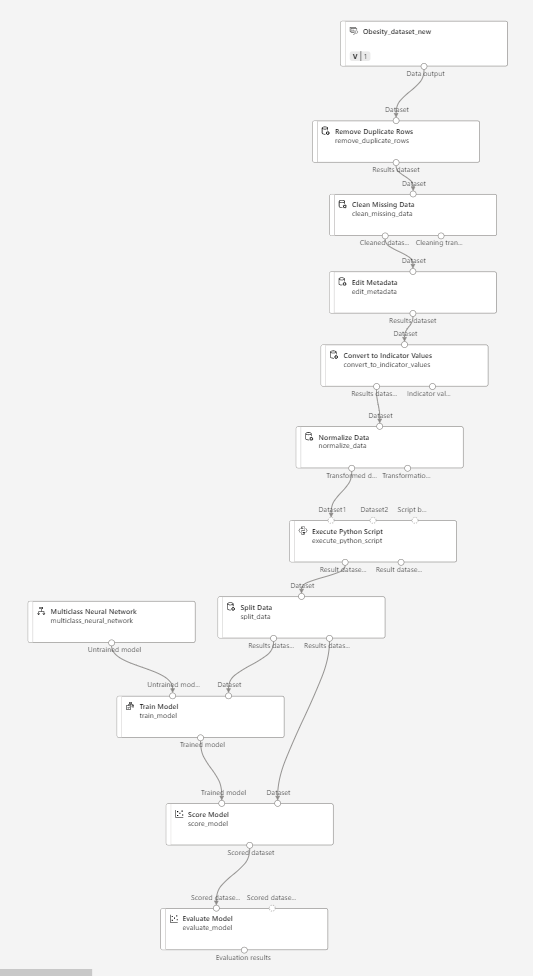 Obesity_dataset_new
v 1
Data output
Dataset
Remove Duplicate Rows
remove_duplicate_rows
Results dataset
Dataset
Clean Missing Data
clean_missing_data
Cleaned datas... Cleaning tran...
Dataset
Edit Metadata
edit_metadata
Results dataset
Dataset
Convert to Indicator Values
convert_to_indicator_values
Results datas... Indicator val...
Dataset
Normalize Data
normalize_data
Transformed d... Transformatio...
Dataset1 Dataset2 Script b...
Execute Python Script
execute_python_script
Result datase... Result datase...
Dataset
Split Data
split_data
Results datas... Results datas...
Multiclass Neural Network
multiclass_neural_network
Untrained model
Untrained mod... Dataset
Train Model
train_model
Trained model
Trained model Dataset
Score Model
score_model
Scored dataset
Scored datase... Scored datase...
Evaluate Model
evaluate_model
Evaluation results